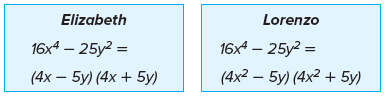 Elizabeth
16x⁴ – 25y² =
(4x – 5y) (4x + 5y)
Lorenzo
16x⁴ – 25y² =
(4x² – 5y) (4x² + 5y)